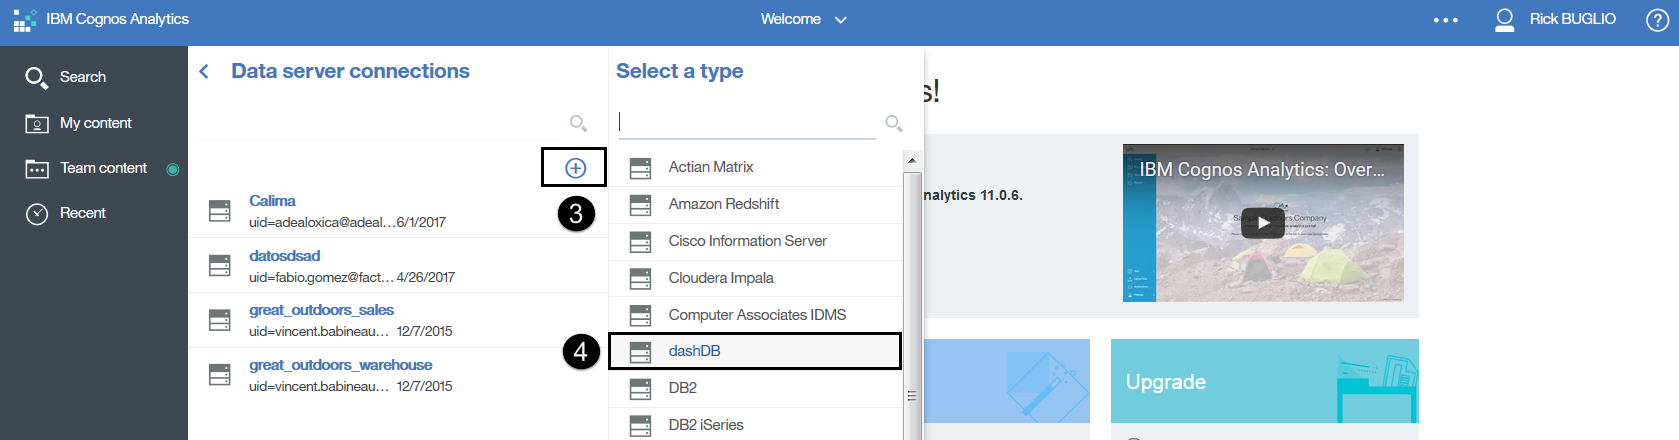 IBM Cognos Analytics
Welcome
Rick BUGLIO
?
Search
My content
Team content
Recent
Data server connections
3
Calima
uid=adealoxica@adeal...6/1/2017
datosdsad
uid=fabio.gomez@fact... 4/26/2017
great_outdoors_sales
uid=vincent.babineau... 12/7/2015
great_outdoors_warehouse
uid=vincent.babineau... 12/7/2015
Select a type
Actian Matrix
Amazon Redshift
Cisco Information Server
Cloudera Impala
Computer Associates IDMS
4
dashDB
DB2
DB2 iSeries
s!
nalytics 11.0.6.
IBM Cognos Analytics: Over...
Sample Outdoors Company
Upgrade